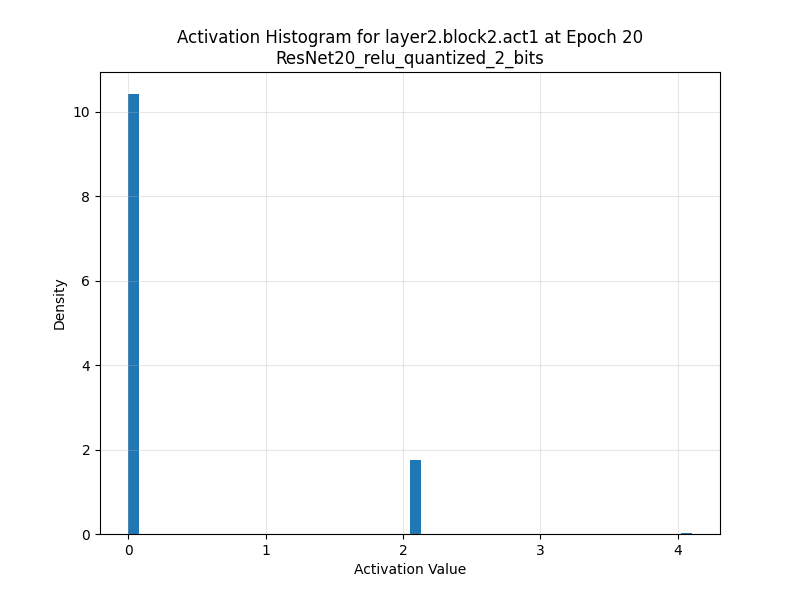 Activation Histogram for layer2.block2.act1 at Epoch 20
ResNet20_relu_quantized_2_bits
10
8
6
4
2
0
Density
0 1 2 3 4
Activation Value